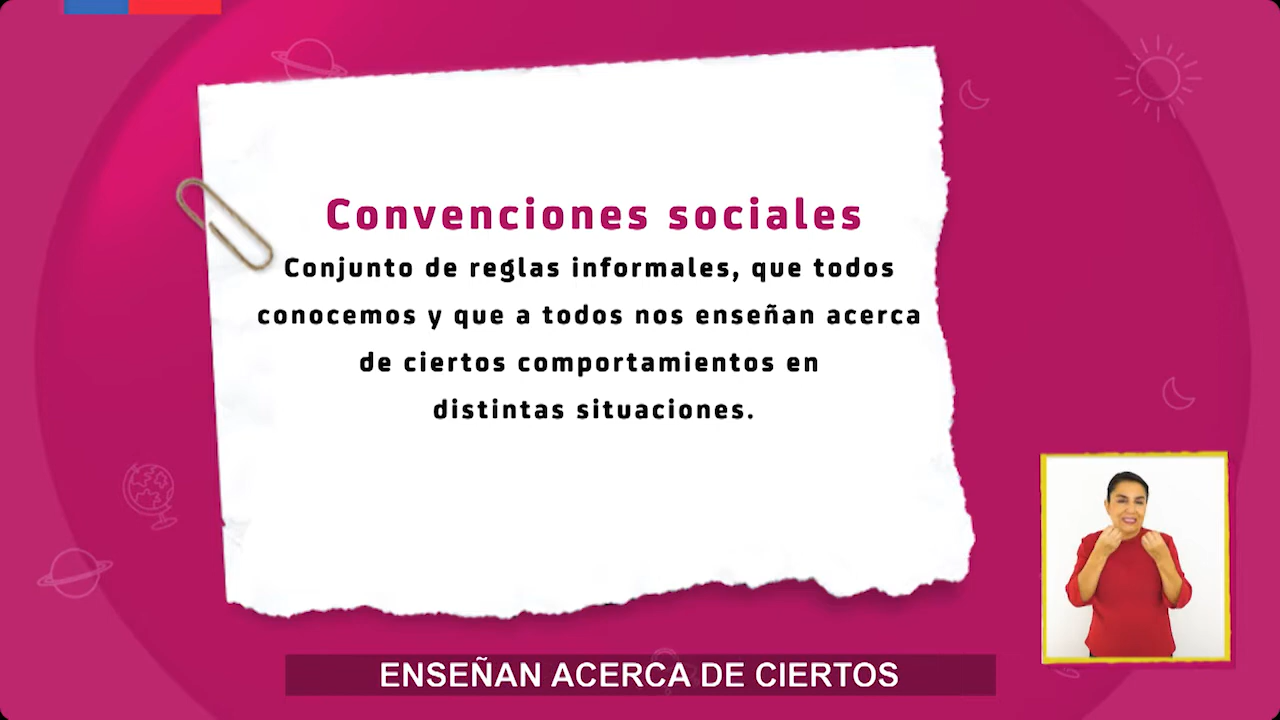 Convenciones sociales
Conjunto de reglas informales, que todos
conocemos y que a todos nos enseñan acerca
de ciertos comportamientos en
distintas situaciones.
ENSEÑAN ACERCA DE CIERTOS